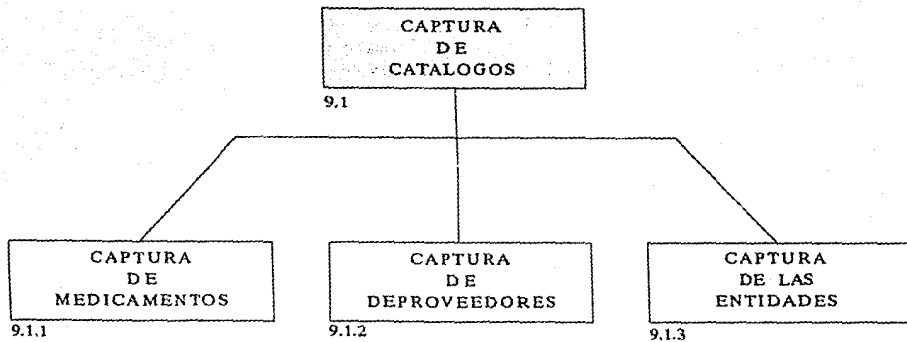 CAPTURA
DE
CATALOGOS
9,1
CAPTURA
DE
MEDICAMENTOS
9.1,1
CAPTURA
DE
DEPROVEEDORES
9.1.2
CAPTURA
DE LAS
ENTIDADES
9,1.3